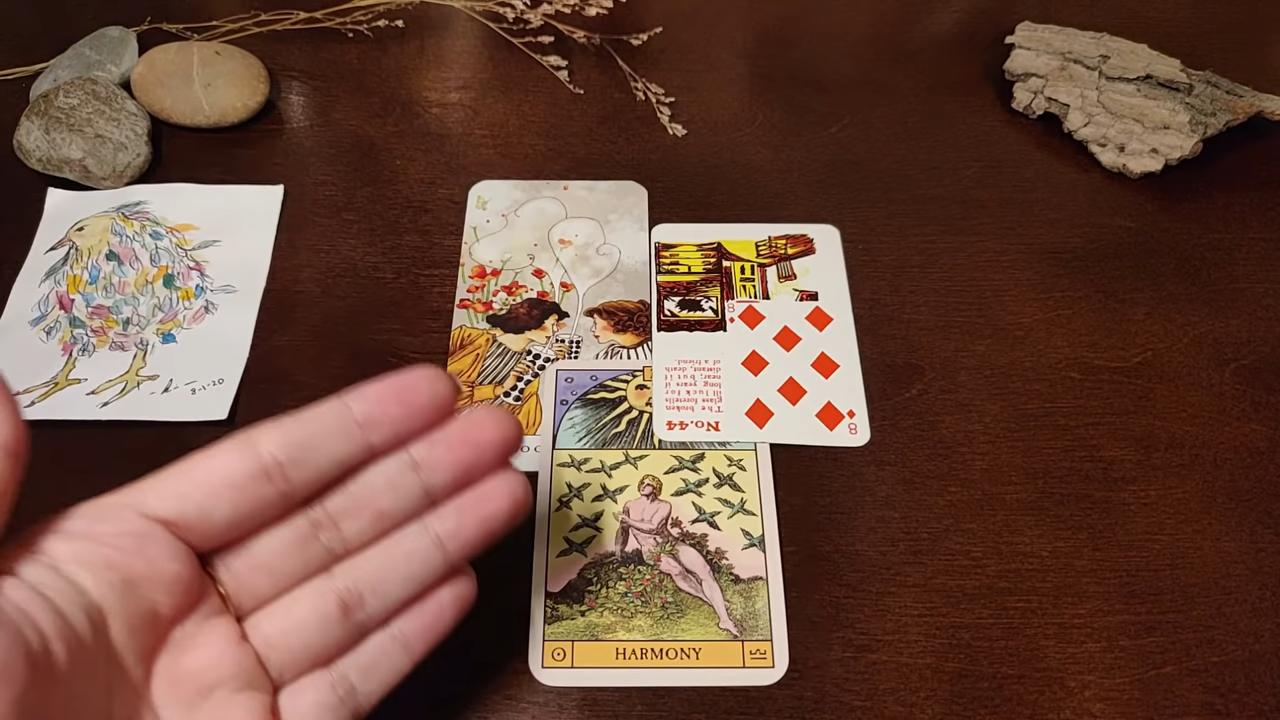 8-1-20
8
No.44
The broken
glass foretells
ill luck for
long years if
near; but if
distant, death
of a friend.
8
HARMONY